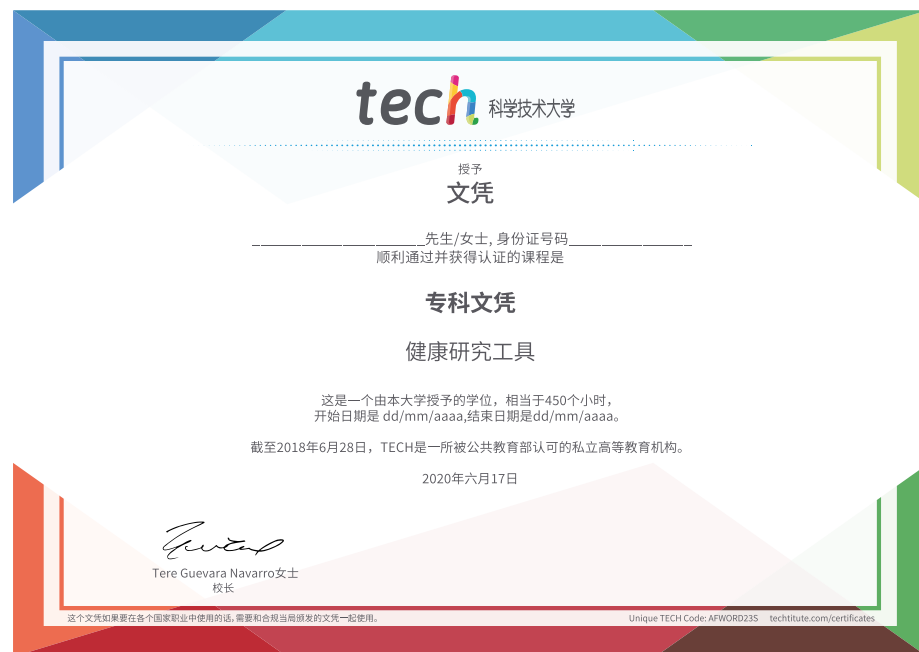 tech 科学技术大学
授予
文凭
_____________________先生/女士, 身份证号码_______________
顺利通过并获得认证的课程是
专科文凭
健康研究工具
这是一个由本大学授予的学位，相当于450个小时，
开始日期是 dd/mm/aaaa,结束日期是dd/mm/aaaa。
截至2018年6月28日，TECH是一所被公共教育部认可的私立高等教育机构。
2020年六月17日
Tere Guevara Navarro女士
校长
这个文凭如果要在各个国家职业中使用的话,需要和合规当局颁发的文凭一起使用。
Unique TECH Code: AFWORD23S techtitute.com/certificates